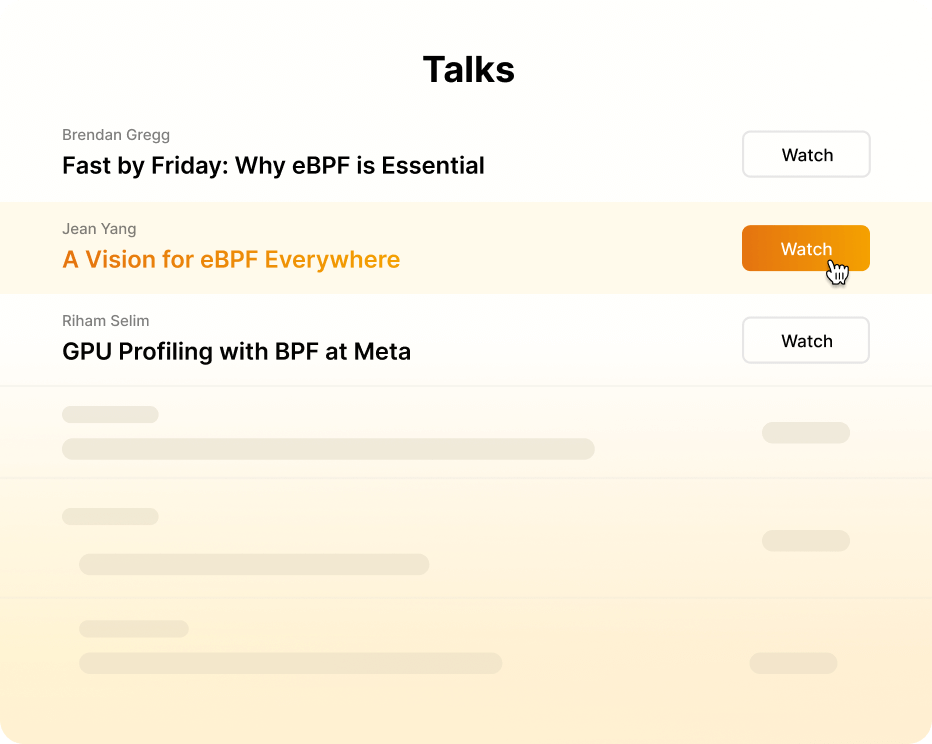 Talks
Brendan Gregg
Fast by Friday: Why eBPF is Essential
Watch
Jean Yang
A Vision for eBPF Everywhere
Watch
Riham Selim
GPU Profiling with BPF at Meta
Watch